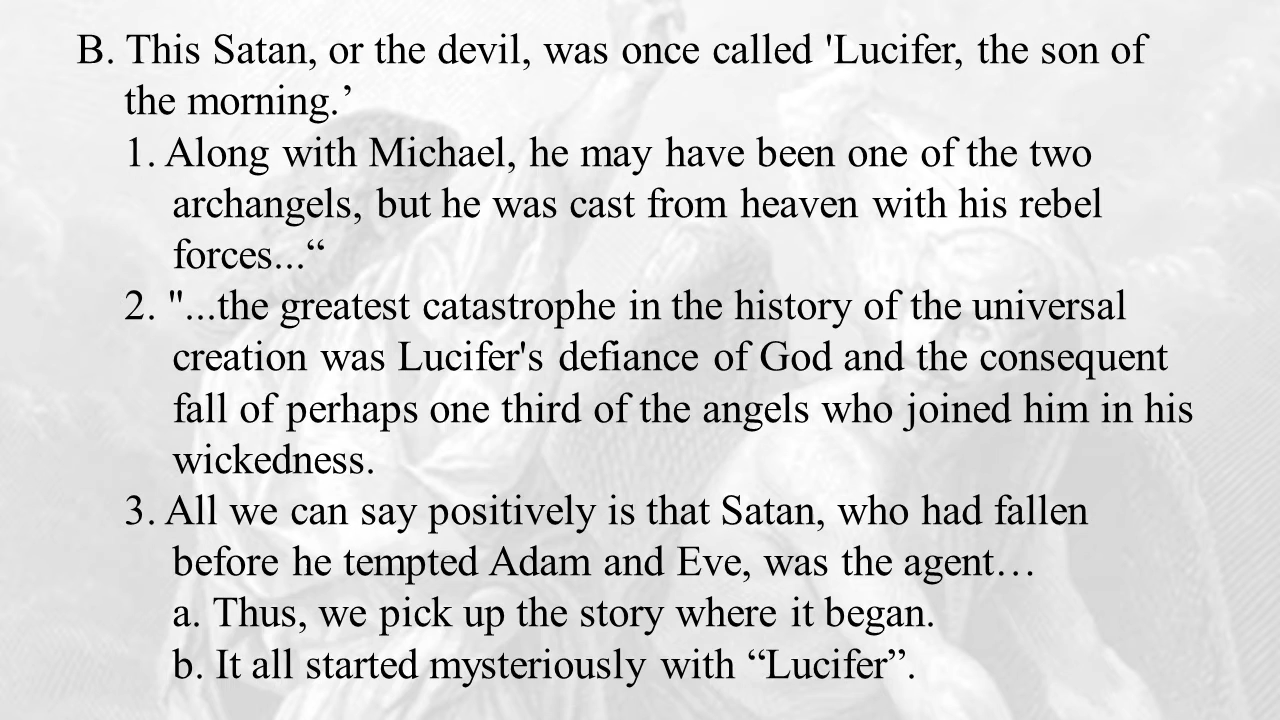 B. This Satan, or the devil, was once called 'Lucifer, the son of
the morning.’
1. Along with Michael, he may have been one of the two
archangels, but he was cast from heaven with his rebel
forces...“
2. "...the greatest catastrophe in the history of the universal
creation was Lucifer's defiance of God and the consequent
fall of perhaps one third of the angels who joined him in his
wickedness.
3. All we can say positively is that Satan, who had fallen
before he tempted Adam and Eve, was the agent…
a. Thus, we pick up the story where it began.
b. It all started mysteriously with “Lucifer”.